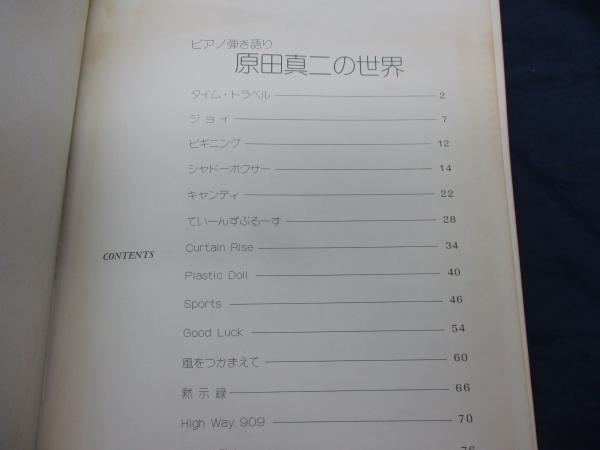 ピアノ弾き語り
原田真二の世界
タイム・トラベル 2
ジョイ 7
ビギニング 12
シャドーボクサー 14
キャンディ 22
てぃーんずぶるーす 28
Curtain Rise 34
CONTENTS
Plastic Doll 40
Sports 46
Good Luck 54
風をつかまえて 60
黙示録 66
High Way 909 70
76